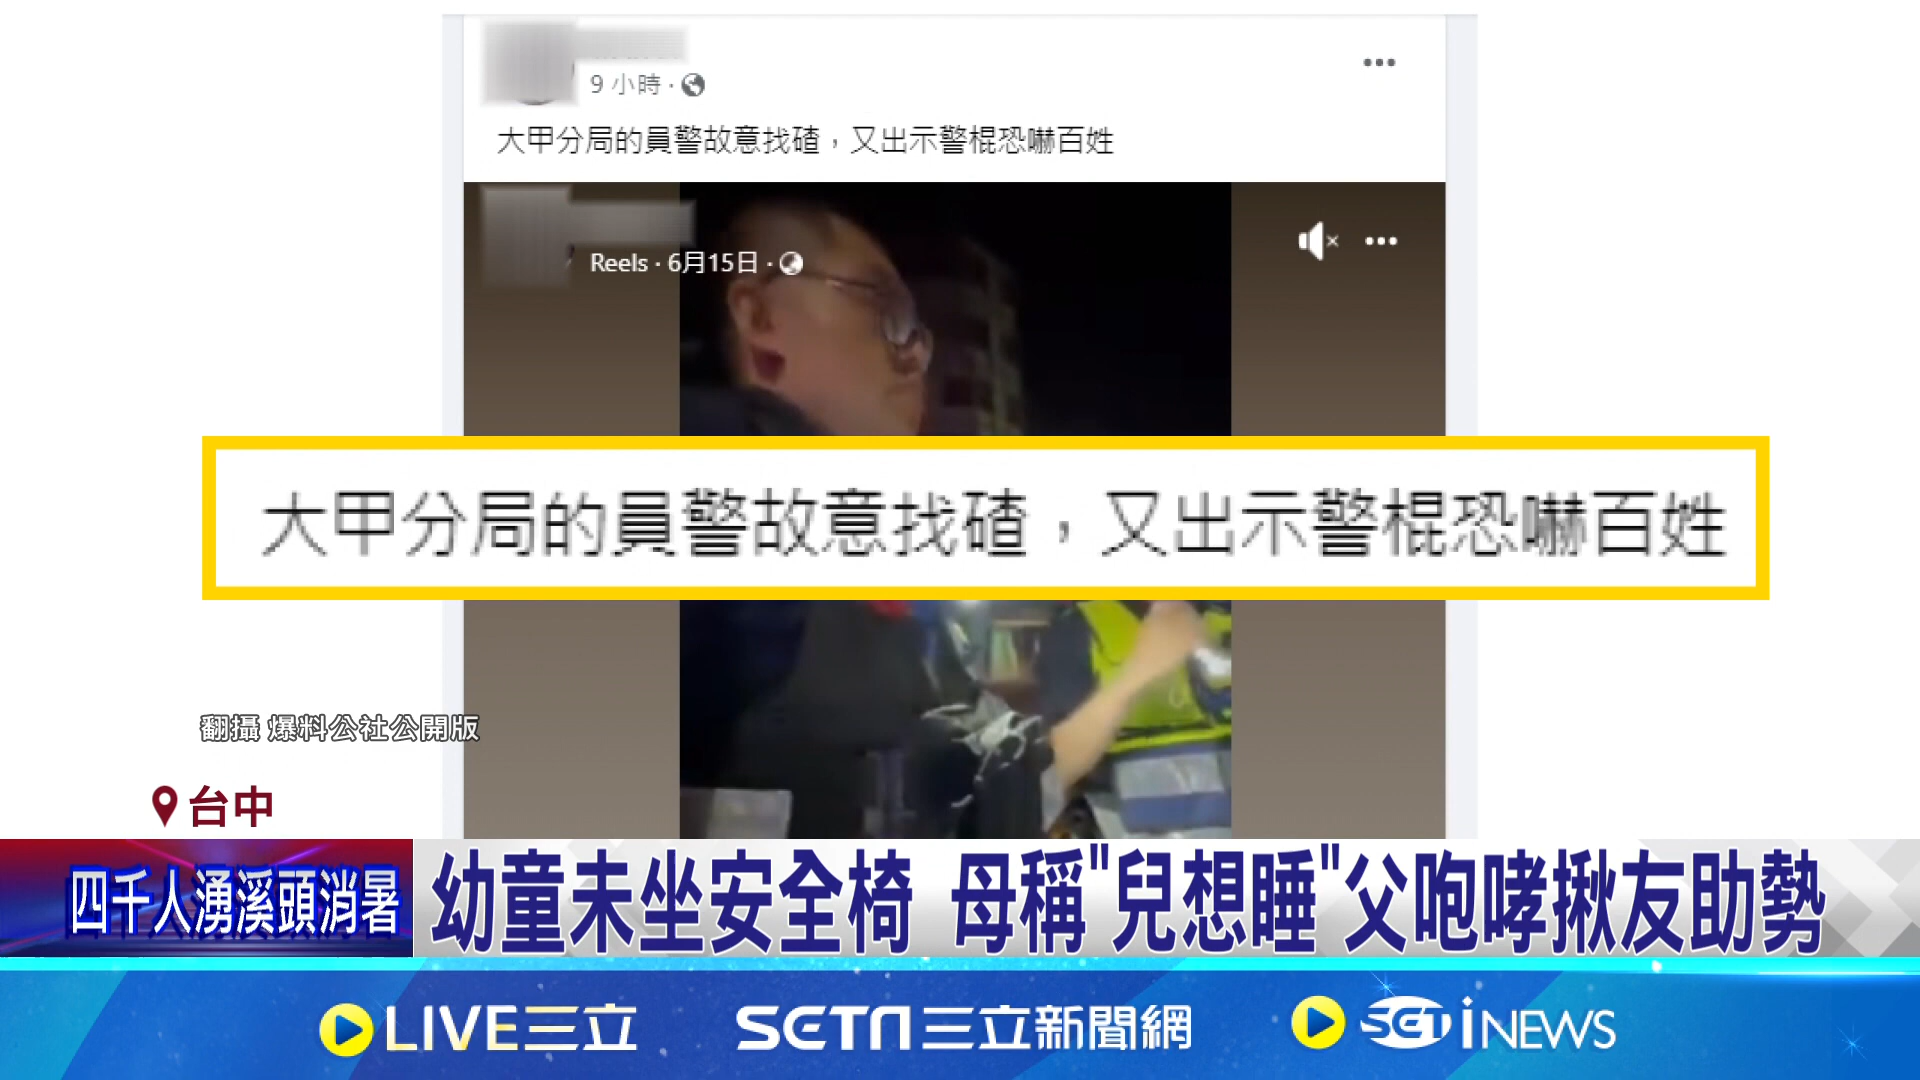 9 小時 ·
大甲分局的員警故意找碴，又出示警棍恐嚇百姓
Reels · 6月15日 ·
大甲分局的員警故意找碴，又出示警棍恐嚇百姓
翻攝 爆料公社公開版
台中
四千人湧溪頭消暑
幼童未坐安全椅 母稱"兒想睡"父咆哮揪友助勢
LIVE三立
SETN三立新聞網
SETiNEWS